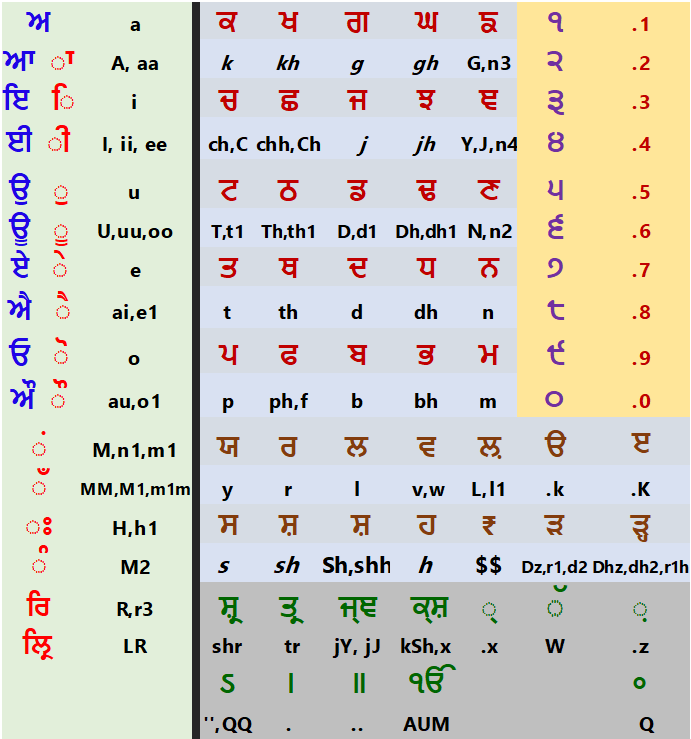 ਅ a ਕ ਖ ਗ ਘ ਙ ੧ .1
ਆ ਾ A, aa k kh g gh G,n3 ੨ .2
ਇ ਿ i ਚ ਛ ਜ ਝ ਞ ੩ .3
ਈ ੀ I, ii, ee ch,C chh,Ch j jh Y,J,n4 ੪ .4
ਉ ੁ u ਟ ਠ ਡ ਢ ਣ ੫ .5
ਊ ੂ U,uu,oo T,t1 Th,th1 D,d1 Dh,dh1 N,n2 ੬ .6
ਏ ੇ e ਤ ਥ ਦ ਧ ਨ ੭ .7
ਐ ੈ ai,e1 t th d dh n ੮ .8
ਓ ੋ o ਪ ਫ ਬ ਭ ਮ ੯ .9
ਔ ੌ au,o1 p ph,f b bh m ੦ .0
ਂ M,n1,m1 ਯ ਰ ਲ ਵ ਲ਼ ੳ ੲ
ਁ MM,M1,m1m y r l v,w L,l1 .k .K
ਃ H,h1 ਸ ਸ਼ ਸ਼ ਹ ₹ ੜ ੜ੍ਹ
ੰ M2 s sh Sh,shh h $$ Dz,r1,d2 Dhz,dh2,r1h
ਰਿ R,r3 ਸ਼੍ਰ ਤ੍ਰ ਜ੍ਞ ਕ੍ਸ਼ ੍ ਁ ਼
ਲ੍ਰਿ LR shr tr jY, jJ kSh,x .x W .z
ऽ । ॥ ੧ੴ ॰
'',QQ . .. AUM Q